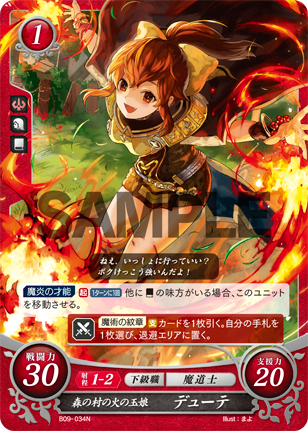 1
SAMPLE
ねぇ、いっしょに行っていい？
ボクけっこう強いんだよ！
魔炎の才能 起 1ターンに1回 他に の味方がいる場合、このユニット
を移動させる。
魔術の紋章 支 カードを1枚引く。自分の手札を
1枚選び、退避エリアに置く。
戦闘力
30
射程 1-2 下級職 魔道士
支援力
20
森の村の火の玉娘 デューテ
B09-034N
Illust：まよ